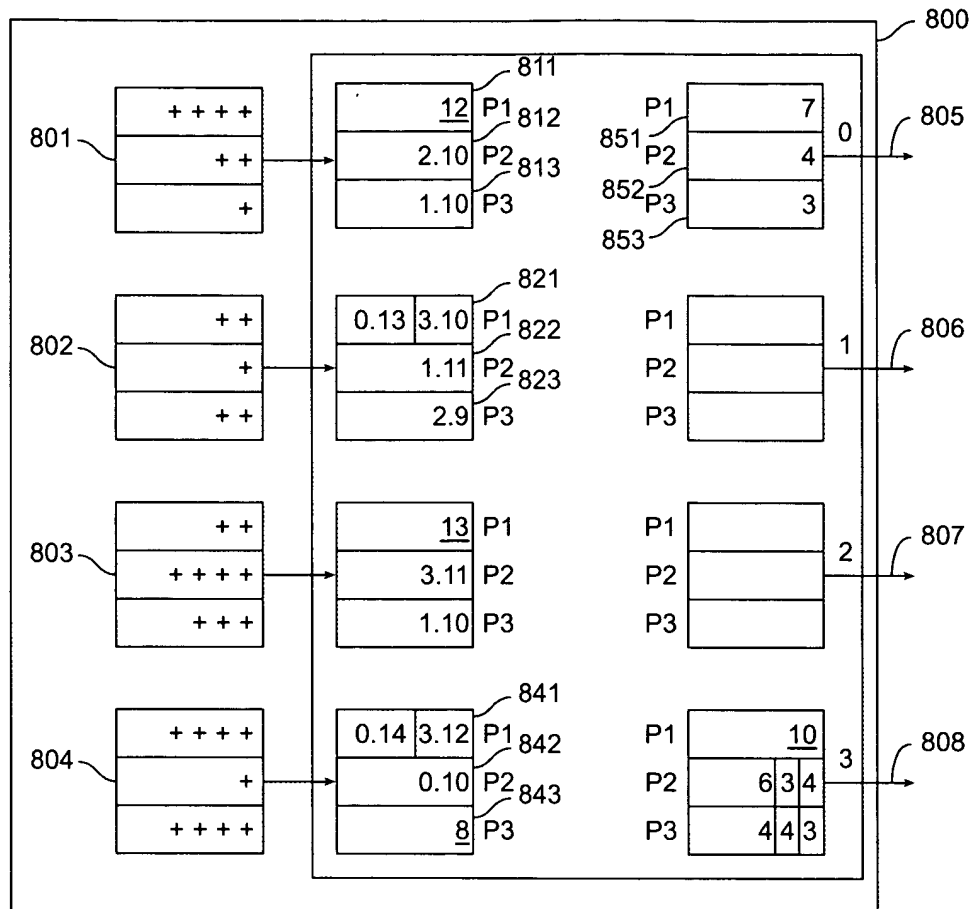 800
811
+ + + +
12 P1
P1 7
812
851
0
805
801
+ +
2.10 P2
P2 4
813
852
+
1.10 P3
P3 3
853
821
+ +
0.13 3.10 P1
P1
822
1
806
802
+
1.11 P2
P2
823
+ +
2.9 P3
P3
+ +
13 P1
P1
2
807
803
+ + + +
3.11 P2
P2
+ + +
1.10 P3
P3
841
+ + + +
0.14 3.12 P1
P1 10
842
3
808
804
+
0.10 P2
P2 6 3 4
843
+ + + +
8 P3
P3 4 4 3